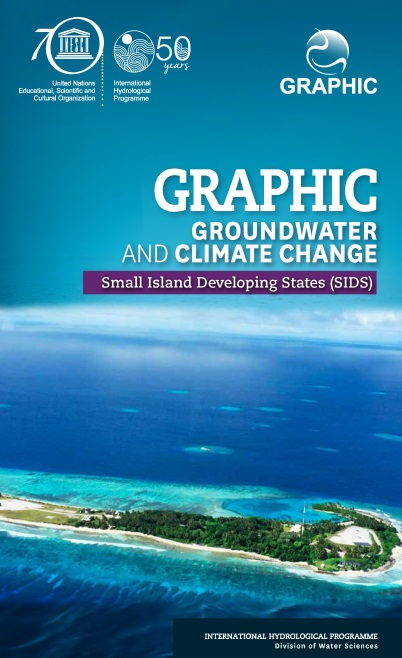 70
50
years
United Nations
Educational, Scientific and
Cultural Organization
International
Hydrological
Programme
GRAPHIC
GRAPHIC
GROUNDWATER
AND CLIMATE CHANGE
Small Island Developing States (SIDS)
INTERNATIONAL HYDROLOGICAL PROGRAMME
Division of Water Sciences